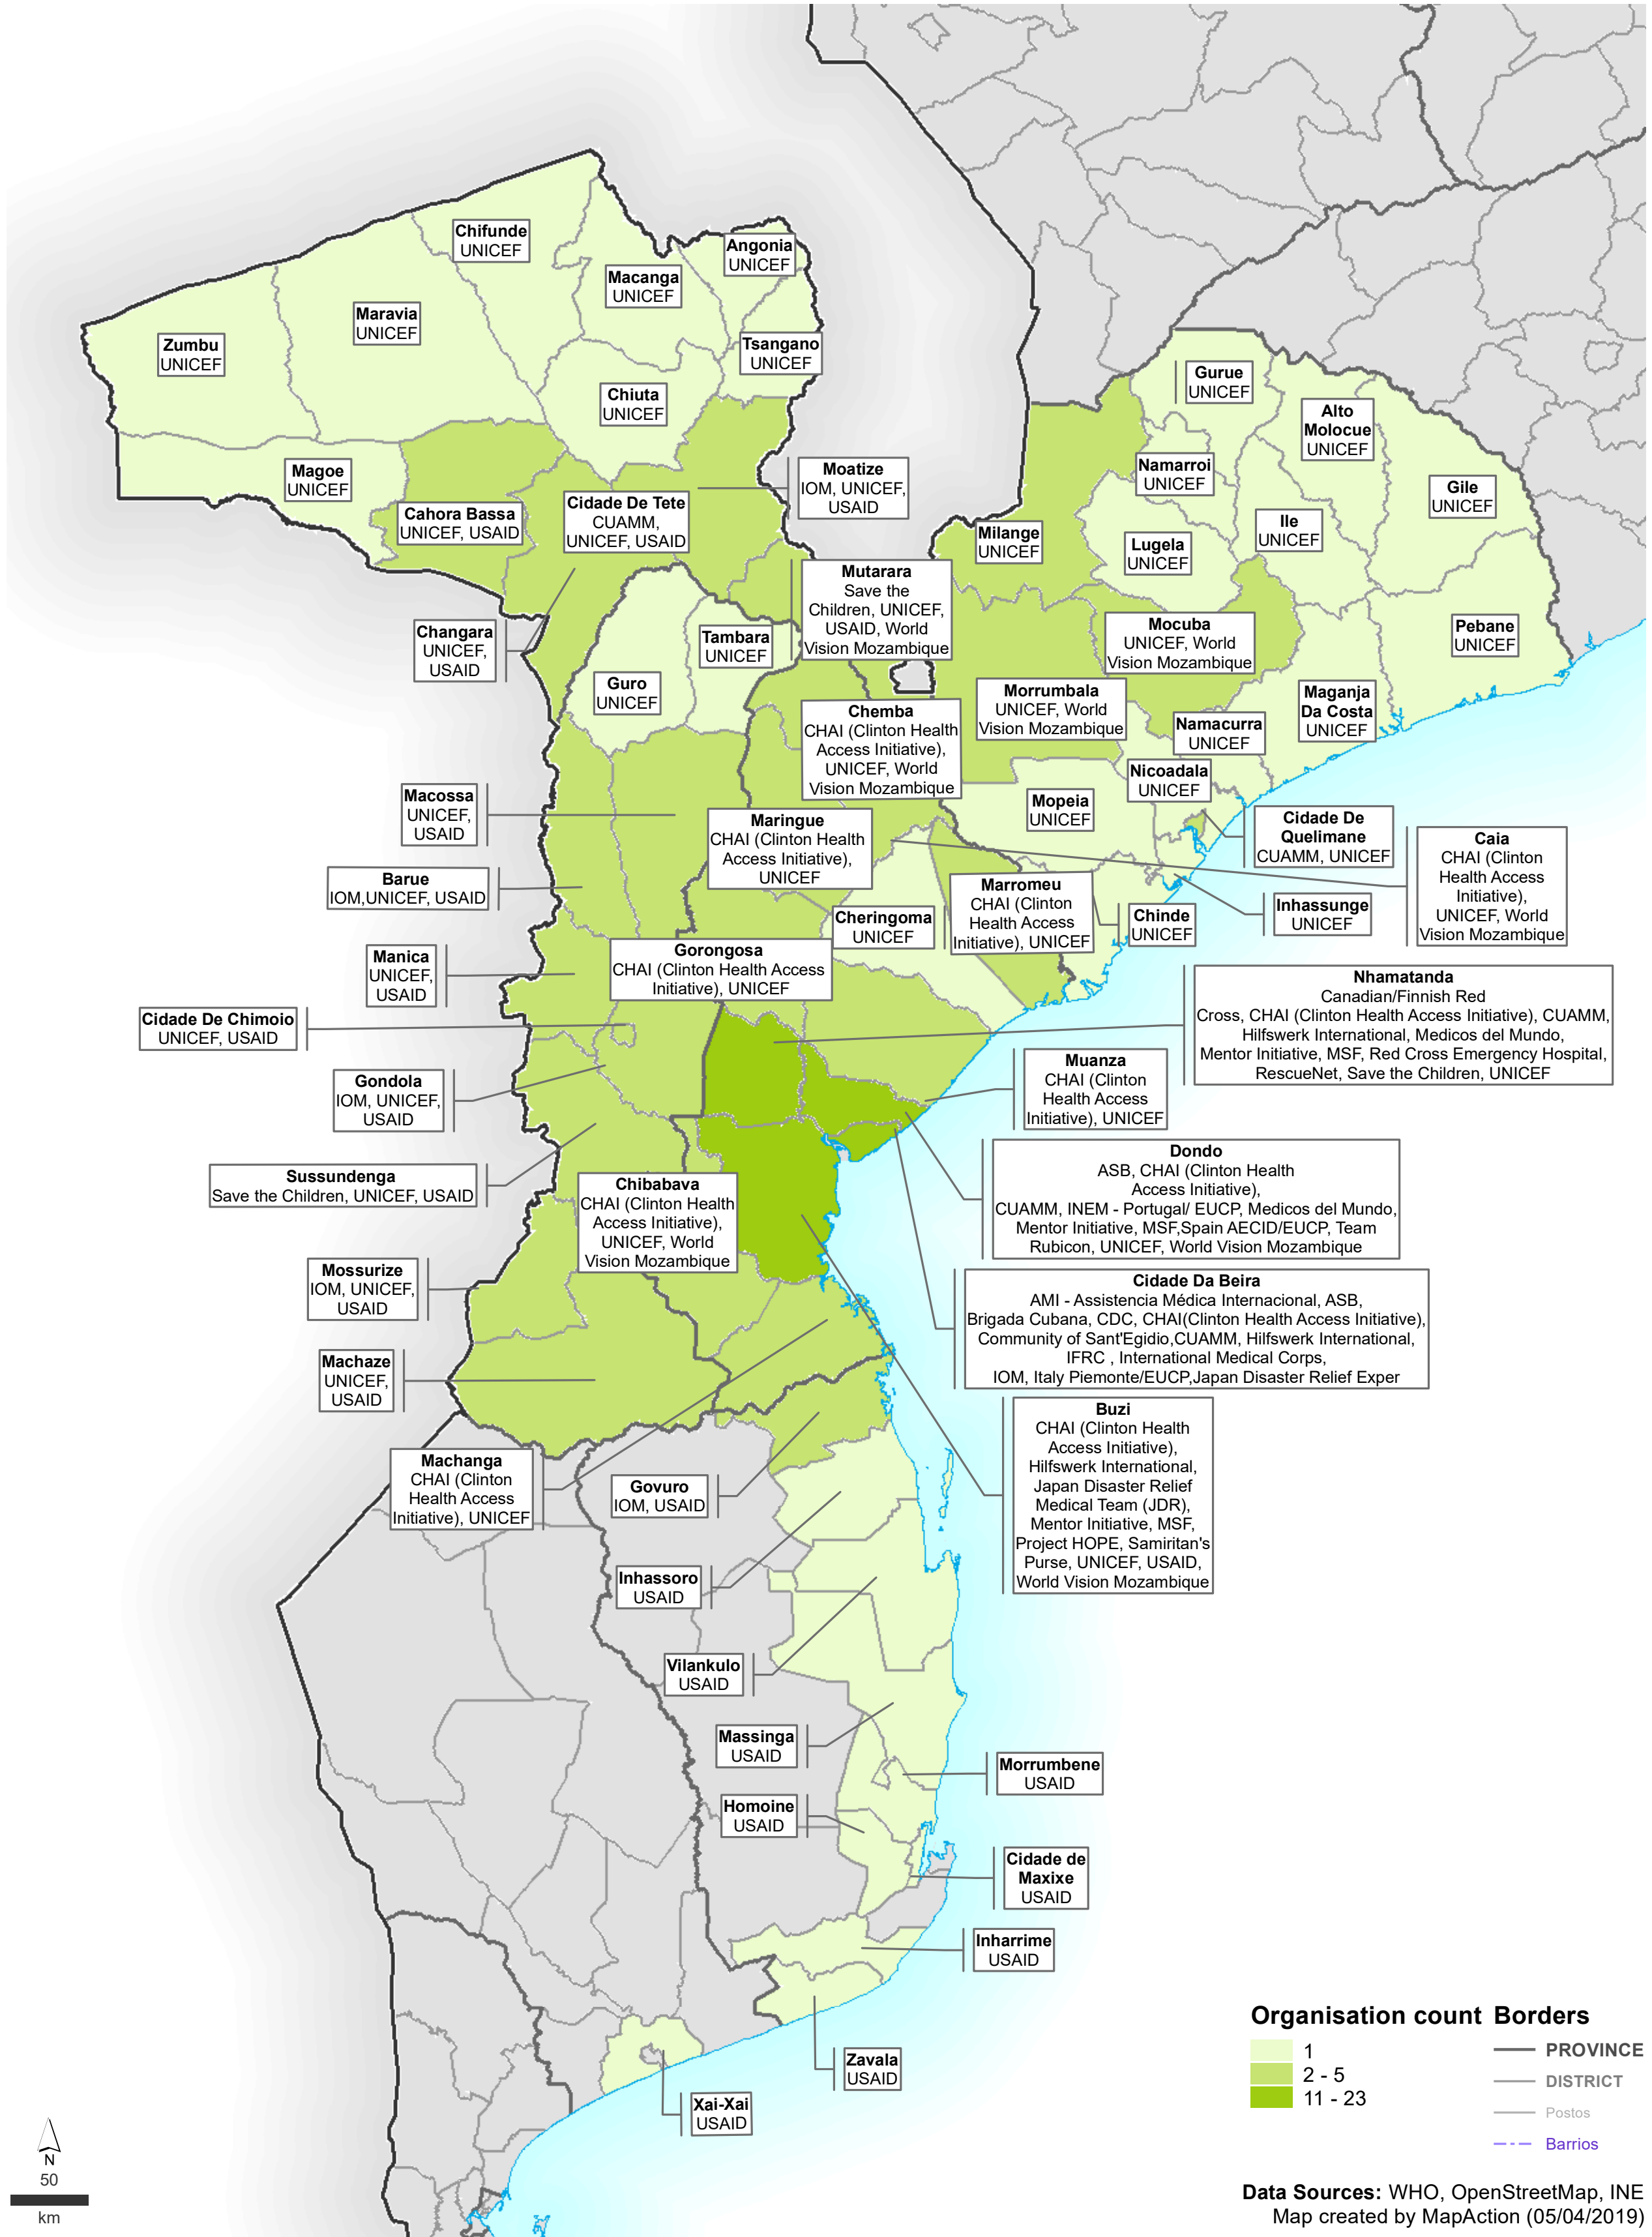 Chifunde
UNICEF
Angonia
UNICEF
Macanga
UNICEF
Maravia
UNICEF
Zumbu
UNICEF
Tsangano
UNICEF
Chiuta
UNICEF
Gurue
UNICEF
Alto
Molocue
UNICEF
Magoe
UNICEF
Cahora Bassa
UNICEF, USAID
Cidade De Tete
CUAMM,
UNICEF, USAID
Moatize
IOM, UNICEF,
USAID
Namarroi
UNICEF
Gile
UNICEF
Milange
UNICEF
Lugela
UNICEF
Ile
UNICEF
Mutarara
Save the
Children, UNICEF,
USAID, World
Vision Mozambique
Changara
UNICEF,
USAID
Tambara
UNICEF
Mocuba
UNICEF, World
Vision Mozambique
Pebane
UNICEF
Guro
UNICEF
Morrumbala
UNICEF, World
Vision Mozambique
Maganja
Da Costa
UNICEF
Chemba
CHAI (Clinton Health
Access Initiative),
UNICEF, World
Vision Mozambique
Namacurra
UNICEF
Nicoadala
UNICEF
Macossa
UNICEF,
USAID
Mopeia
UNICEF
Maringue
CHAI (Clinton Health
Access Initiative),
UNICEF
Cidade De
Quelimane
CUAMM, UNICEF
Caia
CHAI (Clinton
Health Access
Initiative),
UNICEF, World
Vision Mozambique
Barue
IOM,UNICEF, USAID
Marromeu
CHAI (Clinton
Health Access
Initiative), UNICEF
Cheringoma
UNICEF
Chinde
UNICEF
Inhassunge
UNICEF
Gorongosa
CHAI (Clinton Health Access
Initiative), UNICEF
Manica
UNICEF,
USAID
Nhamatanda
Canadian/Finnish Red
Cross, CHAI (Clinton Health Access Initiative), CUAMM,
Hilfswerk International, Medicos del Mundo,
Mentor Initiative, MSF, Red Cross Emergency Hospital,
RescueNet, Save the Children, UNICEF
Cidade De Chimoio
UNICEF, USAID
Muanza
CHAI (Clinton
Health Access
Initiative), UNICEF
Gondola
IOM, UNICEF,
USAID
Dondo
ASB, CHAI (Clinton Health
Access Initiative),
CUAMM, INEM - Portugal/ EUCP, Medicos del Mundo,
Mentor Initiative, MSF,Spain AECID/EUCP, Team
Rubicon, UNICEF, World Vision Mozambique
Sussundenga
Save the Children, UNICEF, USAID
Chibabava
CHAI (Clinton Health
Access Initiative),
UNICEF, World
Vision Mozambique
Mossurize
IOM, UNICEF,
USAID
Cidade Da Beira
AMI - Assistencia Médica Internacional, ASB,
Brigada Cubana, CDC, CHAI(Clinton Health Access Initiative),
Community of Sant'Egidio,CUAMM, Hilfswerk International,
IFRC , International Medical Corps,
IOM, Italy Piemonte/EUCP,Japan Disaster Relief Exper
Machaze
UNICEF,
USAID
Buzi
CHAI (Clinton Health
Access Initiative),
Hilfswerk International,
Japan Disaster Relief
Medical Team (JDR),
Mentor Initiative, MSF,
Project HOPE, Samiritan's
Purse, UNICEF, USAID,
World Vision Mozambique
Machanga
CHAI (Clinton
Health Access
Initiative), UNICEF
Govuro
IOM, USAID
Inhassoro
USAID
Vilankulo
USAID
Massinga
USAID
Morrumbene
USAID
Homoine
USAID
Cidade de
Maxixe
USAID
Inharrime
USAID
Zavala
USAID
Xai-Xai
USAID
Organisation count
1
2 - 5
11 - 23
Borders
PROVINCE
DISTRICT
Postos
Barrios
N
50
km
Data Sources: WHO, OpenStreetMap, INE
Map created by MapAction (05/04/2019)